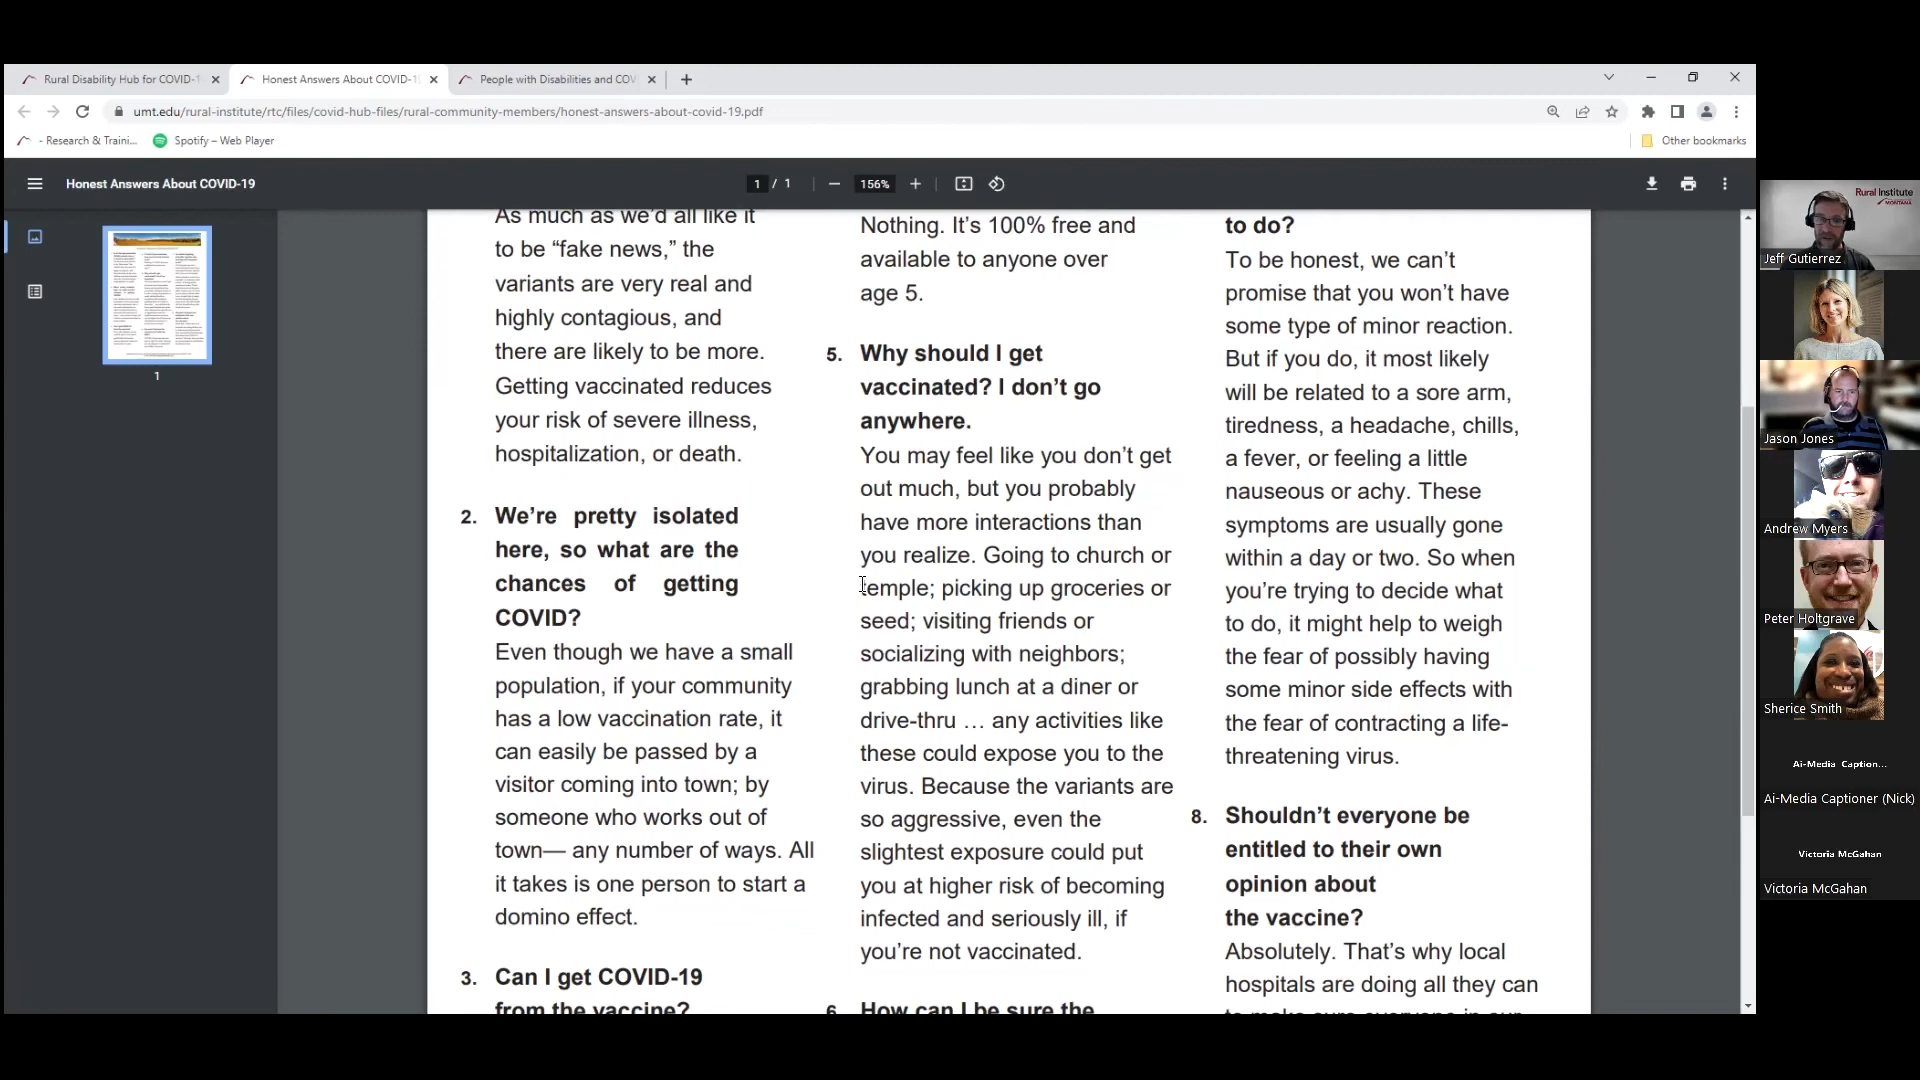 Rural Disability Hub for COVID-1
Honest Answers About COVID-1
People with Disabilities and COV
umt.edu/rural-institute/rtc/files/covid-hub-files/rural-community-members/honest-answers-about-covid-19.pdf
- Research & Traini...
Spotify – Web Player
Other bookmarks
Honest Answers About COVID-19
1 / 1
156%
1
As much as we'd all like it
to be “fake news,” the
variants are very real and
highly contagious, and
there are likely to be more.
Getting vaccinated reduces
your risk of severe illness,
hospitalization, or death.
2. We’re pretty isolated
here, so what are the
chances of getting
COVID?
Even though we have a small
population, if your community
has a low vaccination rate, it
can easily be passed by a
visitor coming into town; by
someone who works out of
town— any number of ways. All
it takes is one person to start a
domino effect.
3. Can I get COVID-19
from the vaccine?
Nothing. It’s 100% free and
available to anyone over
age 5.
5. Why should I get
vaccinated? I don’t go
anywhere.
You may feel like you don’t get
out much, but you probably
have more interactions than
you realize. Going to church or
temple; picking up groceries or
seed; visiting friends or
socializing with neighbors;
grabbing lunch at a diner or
drive-thru … any activities like
these could expose you to the
virus. Because the variants are
so aggressive, even the
slightest exposure could put
you at higher risk of becoming
infected and seriously ill, if
you’re not vaccinated.
6. How can I be sure the
to do?
To be honest, we can’t
promise that you won’t have
some type of minor reaction.
But if you do, it most likely
will be related to a sore arm,
tiredness, a headache, chills,
a fever, or feeling a little
nauseous or achy. These
symptoms are usually gone
within a day or two. So when
you’re trying to decide what
to do, it might help to weigh
the fear of possibly having
some minor side effects with
the fear of contracting a life-
threatening virus.
8. Shouldn’t everyone be
entitled to their own
opinion about
the vaccine?
Absolutely. That’s why local
hospitals are doing all they can
to make sure everyone in our
Rural Institute
MONTANA
Jeff Gutierrez
Jason Jones
Andrew Myers
Peter Holtgrave
Sherice Smith
Ai-Media Caption...
Ai-Media Captioner (Nick)
Victoria McGahan
Victoria McGahan